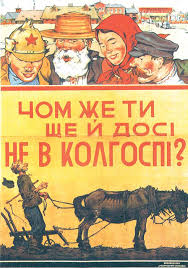 ЧОМ ЖЕ ТИ
ЩЕ Й ДОСІ
НЕ В КОЛГОСПІ?